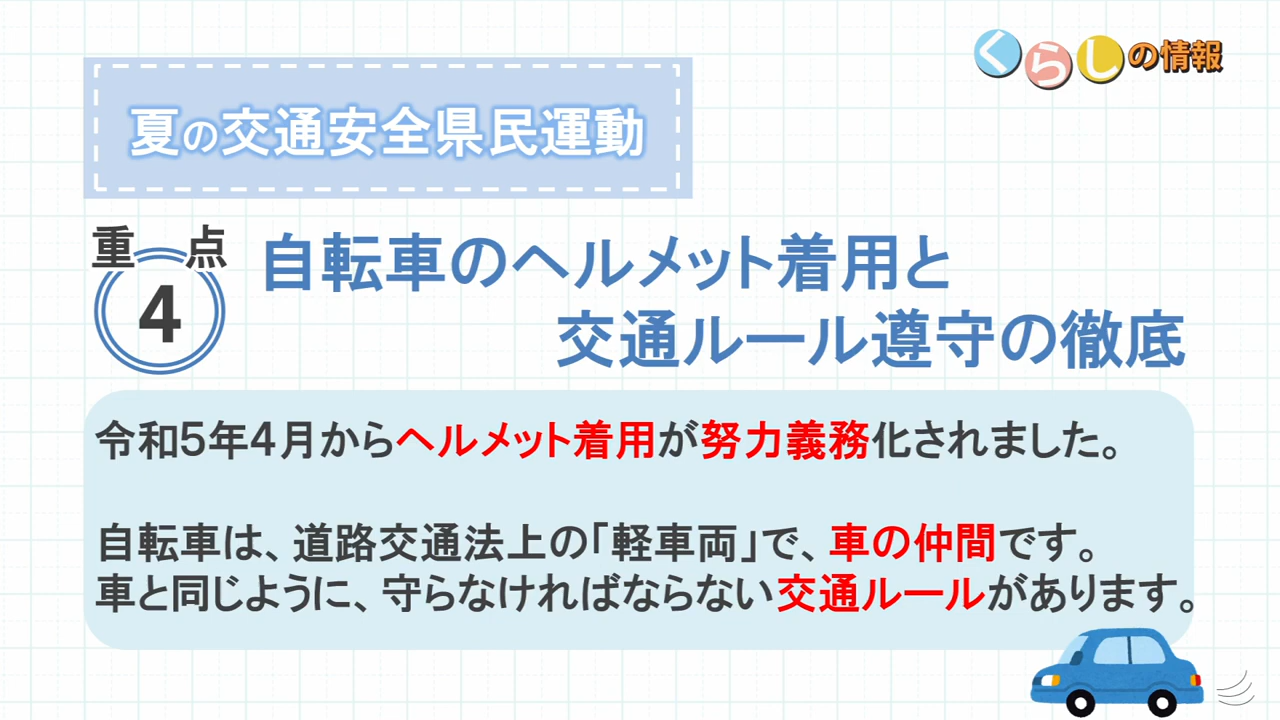 くらしの情報
夏の交通安全県民運動
重点
4
自転車のヘルメット着用と
交通ルール遵守の徹底
令和5年4月からヘルメット着用が努力義務化されました。
自転車は、道路交通法上の「軽車両」で、車の仲間です。
車と同じように、守らなければならない交通ルールがあります。